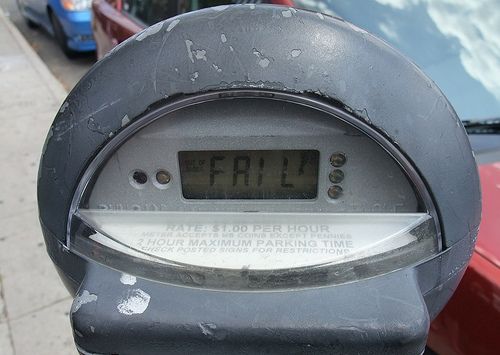 FAIL
RATE: $1.00 PER HOUR
METER ACCEPTS US COINS EXCEPT PENNIES
2 HOUR MAXIMUM PARKING TIME
CHECK POSTED SIGNS FOR RESTRICTIONS